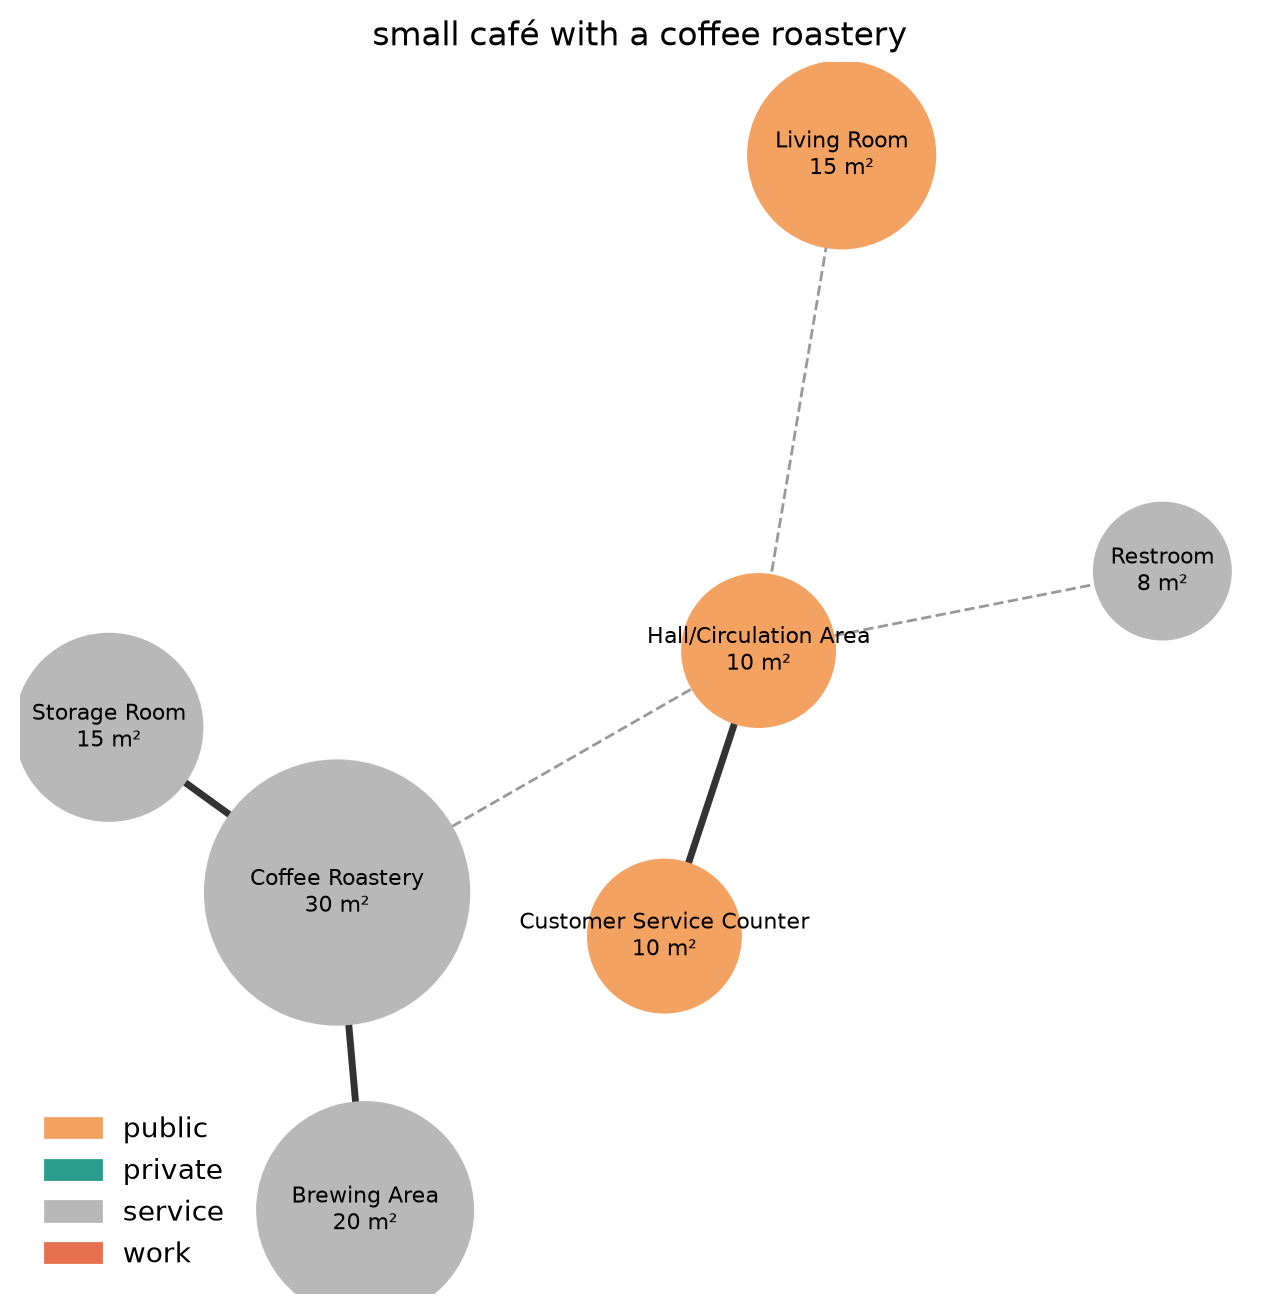 small café with a coffee roastery
Living Room
15 m²
Restroom
8 m²
Hall/Circulation Area
10 m²
Storage Room
15 m²
Coffee Roastery
30 m²
Customer Service Counter
10 m²
Brewing Area
20 m²
public
private
service
work